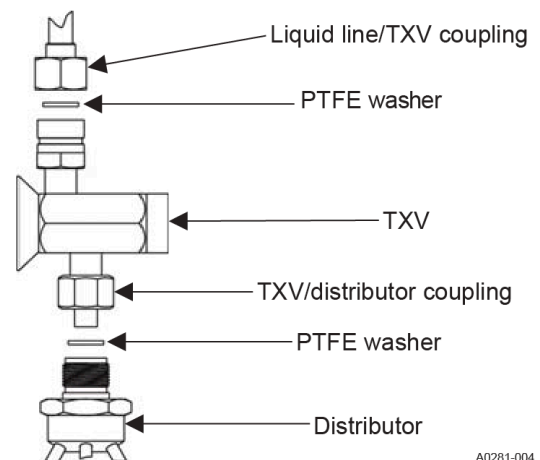 Liquid line/TXV coupling
PTFE washer
TXV
TXV/distributor coupling
PTFE washer
Distributor
A0281-004